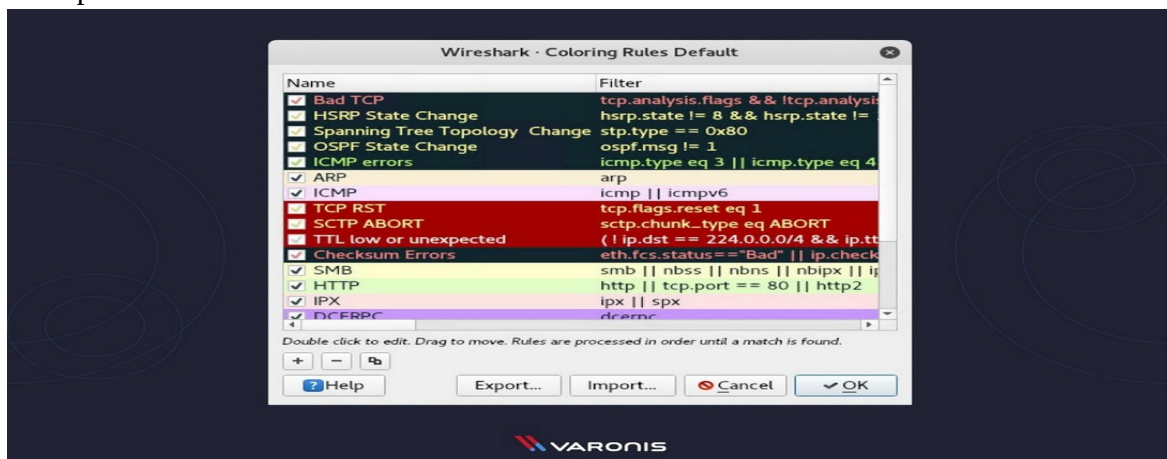 Wireshark · Coloring Rules Default
Name Filter
Bad TCP tcp.analysis.flags && !tcp.analysis
HSRP State Change hsrp.state != 8 && hsrp.state !=
Spanning Tree Topology Change stp.type == 0x80
OSPF State Change ospf.msg != 1
ICMP errors icmp.type eq 3 || icmp.type eq 4
ARP arp
ICMP icmp || icmpv6
TCP RST tcp.flags.reset eq 1
SCTP ABORT sctp.chunk_type eq ABORT
TTL low or unexpected ( ! ip.dst == 224.0.0.0/4 && ip.tt
Checksum Errors eth.fcs.status=="Bad" || ip.check
SMB smb || nbss || nbns || nbipx || ip
HTTP http || tcp.port == 80 || http2
IPX ipx || spx
DCERPC dcerpc
Double click to edit. Drag to move. Rules are processed in order until a match is found.
Help Export... Import... Cancel OK
VARONIS